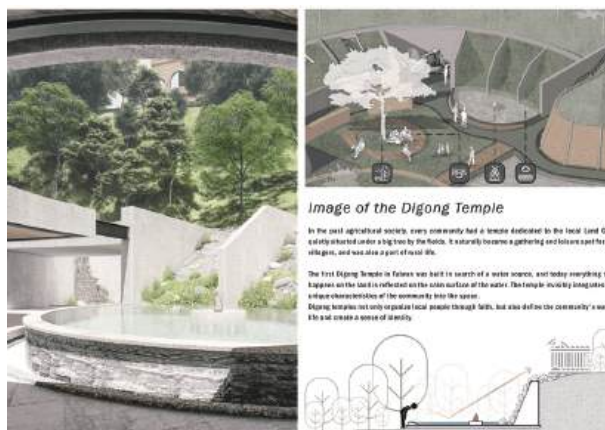 Image of the Digong Temple
In the past agricultural society, every community had a temple dedicated to the local Land G
quietly situated under a big tree by the fields. It naturally became a gathering and leisure spot for
villagers, and was also a part of rural life.
The first Digong Temple in Taiwan was built in search of a water source, and today everything
happens on the land is reflected on the calm surface of the water. The temple invisibly integrates
unique characteristics of the community into the space.
Digong temples not only organize local people through faith, but also define the community's
life and create a sense of identity.